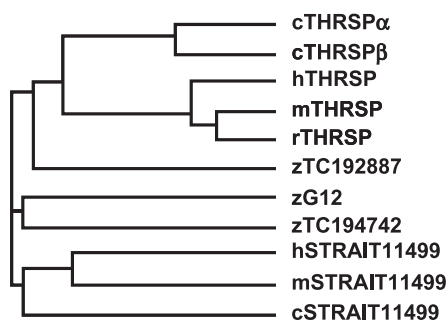 cTHRSPα
cTHRSPβ
hTHRSP
mTHRSP
rTHRSP
zTC192887
zG12
zTC194742
hSTRAIT11499
mSTRAIT11499
cSTRAIT11499